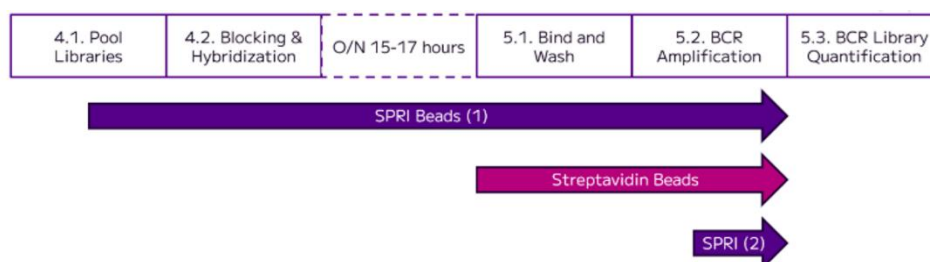 4.1. Pool
Libraries
4.2. Blocking &
Hybridization
O/N 15-17 hours
5.1. Bind and
Wash
5.2. BCR
Amplification
5.3. BCR Library
Quantification
SPRI Beads (1)
Streptavidin Beads
SPRI (2)